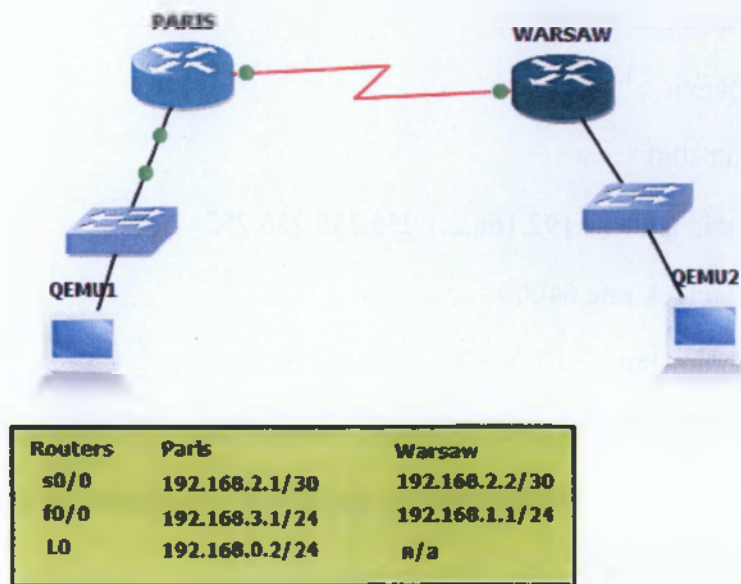 PARIS
WARSAW
QEMU1
QEMU2
Routers Paris Warsaw
s0/0 192.168.2.1/30 192.168.2.2/30
f0/0 192.168.3.1/24 192.168.1.1/24
L0 192.168.0.2/24 n/a